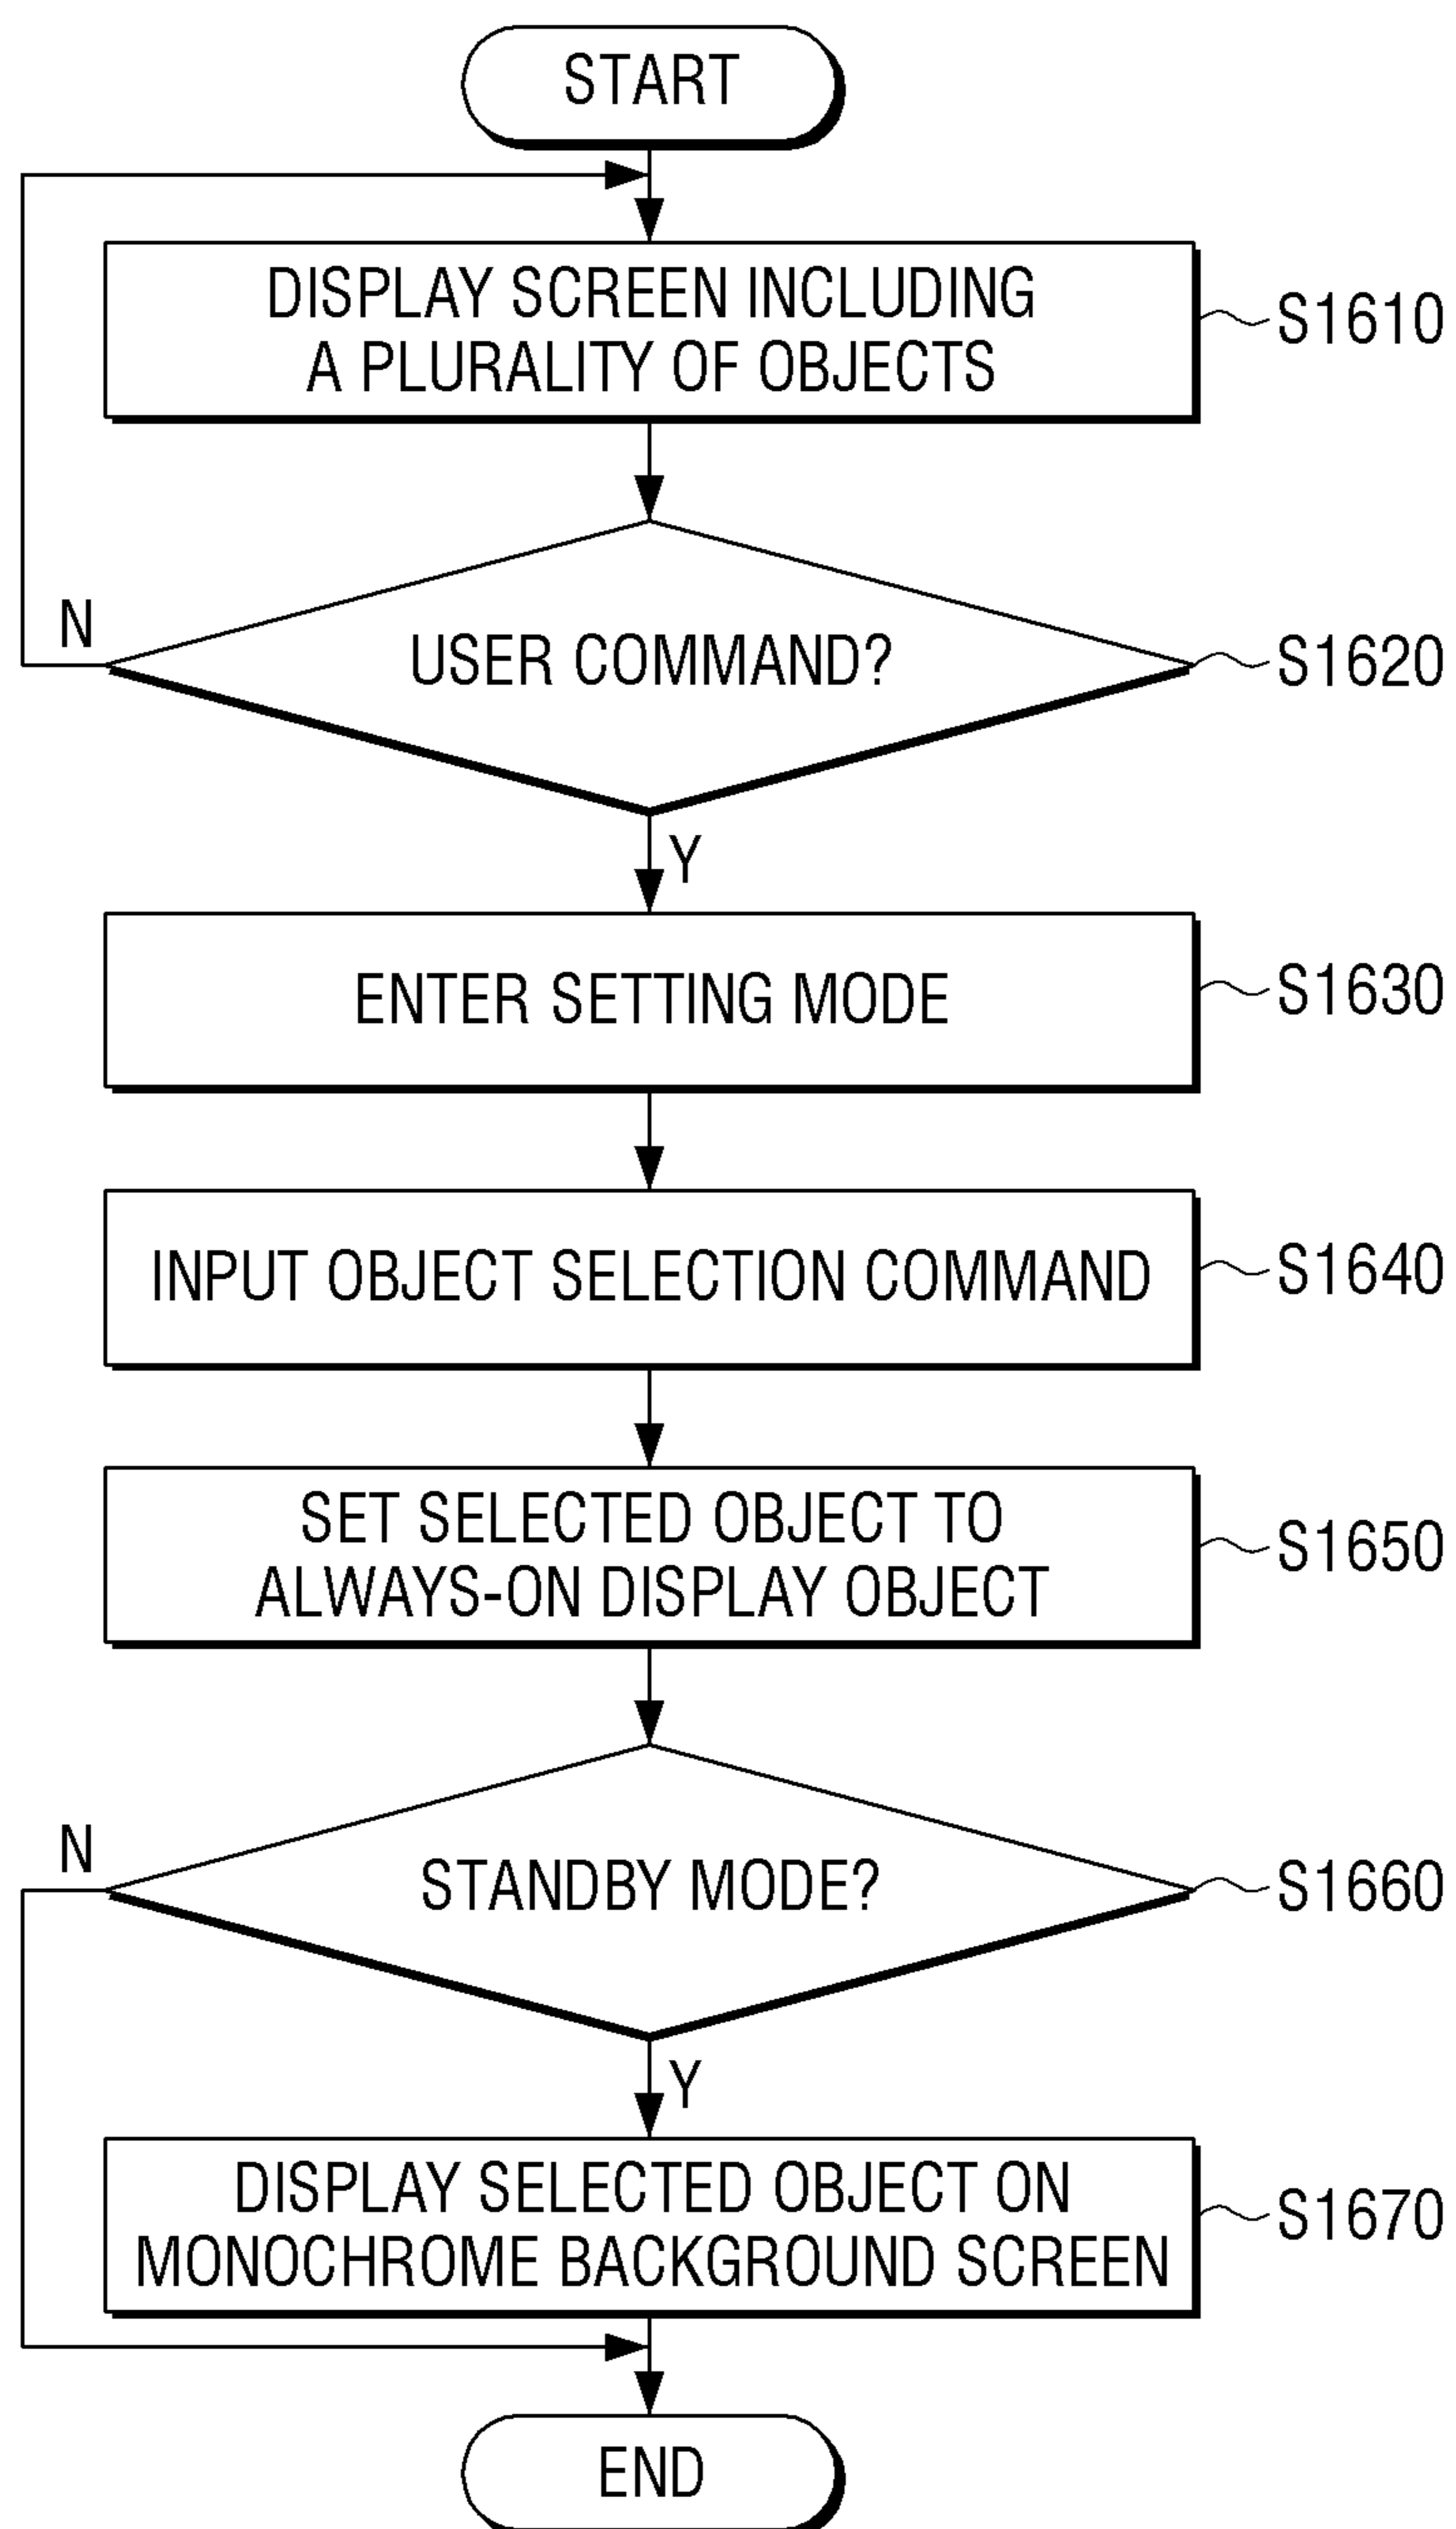 START
DISPLAY SCREEN INCLUDING
A PLURALITY OF OBJECTS
S1610
N
USER COMMAND?
S1620
Y
ENTER SETTING MODE
S1630
INPUT OBJECT SELECTION COMMAND
S1640
SET SELECTED OBJECT TO
ALWAYS-ON DISPLAY OBJECT
S1650
N
STANDBY MODE?
S1660
Y
DISPLAY SELECTED OBJECT ON
MONOCHROME BACKGROUND SCREEN
S1670
END